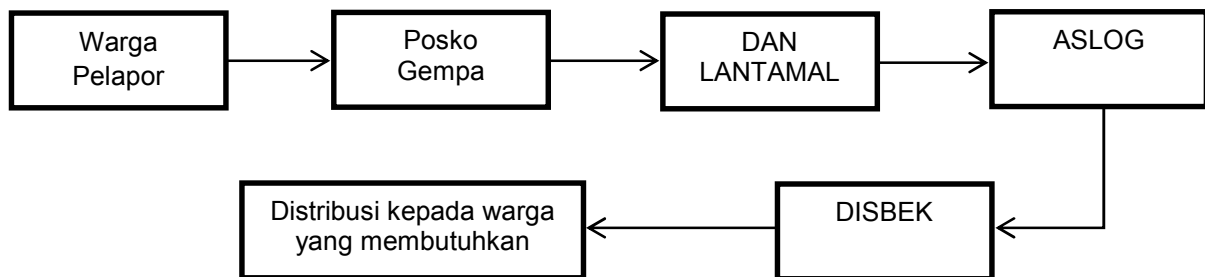 Warga
Pelapor
Posko
Gempa
DAN
LANTAMAL
ASLOG
DISBEK
Distribusi kepada warga
yang membutuhkan